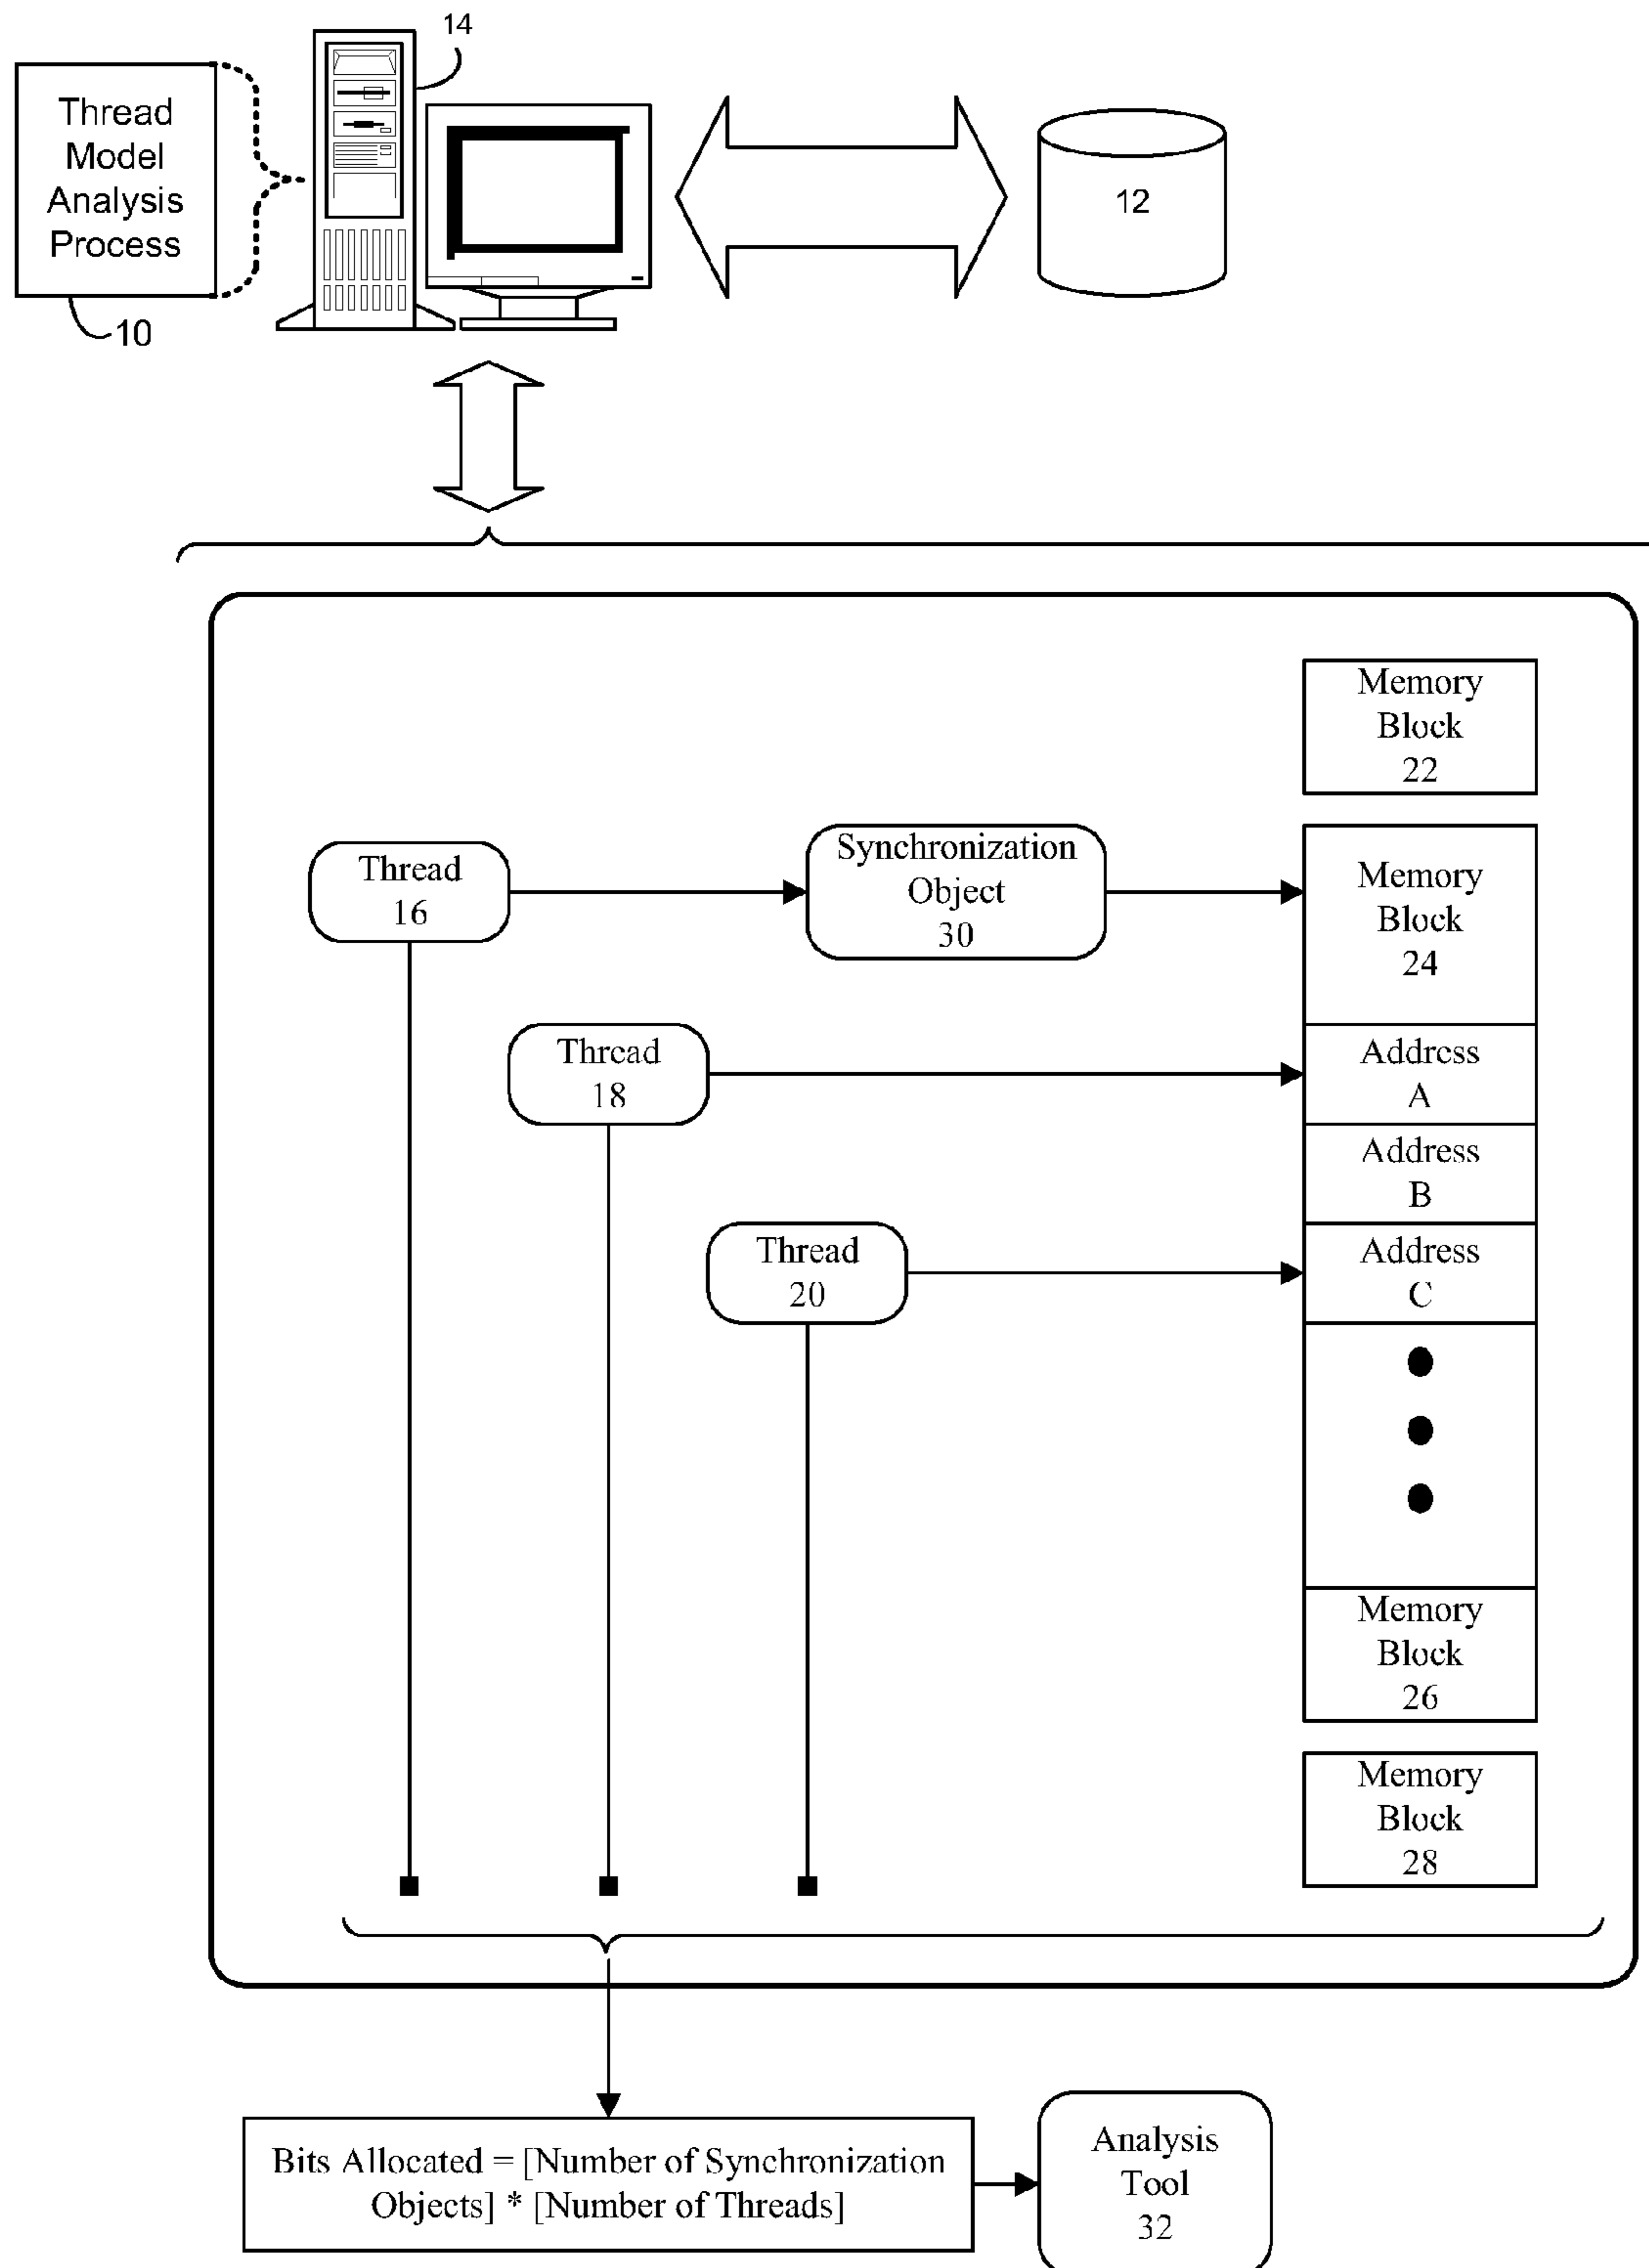 14
Thread
Model
Analysis
Process
10
12
Memory
Block
22
Thread
16
Synchronization
Object
30
Memory
Block
24
Thread
18
Address
A
Address
B
Thread
20
Address
C
Memory
Block
26
Memory
Block
28
Bits Allocated = [Number of Synchronization
Objects] * [Number of Threads]
Analysis
Tool
32